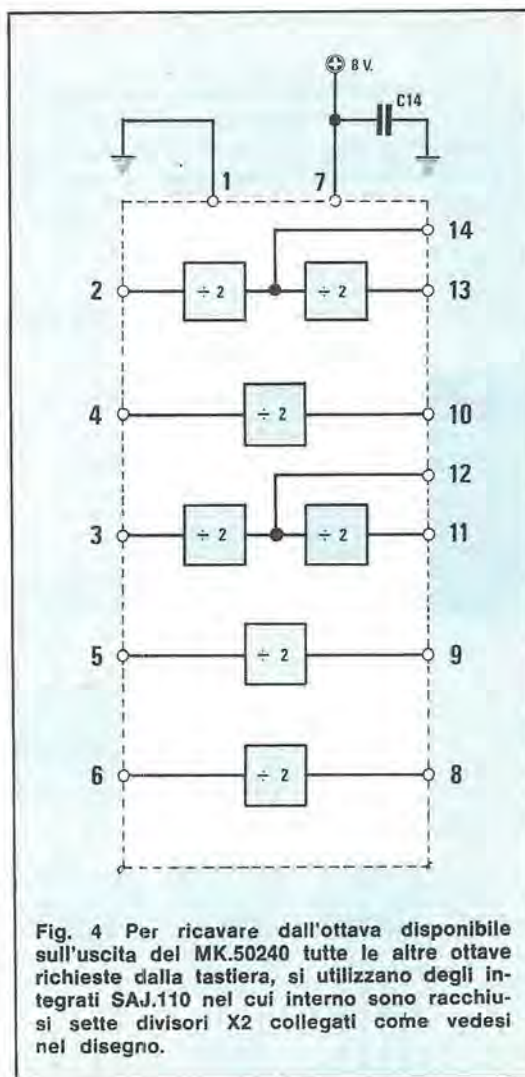 8 V.
C14
1
7
14
2
÷ 2
÷ 2
13
4
÷ 2
10
12
3
÷ 2
÷ 2
11
5
÷ 2
9
6
÷ 2
8
Fig. 4 Per ricavare dall'ottava disponibile
sull'uscita del MK.50240 tutte le altre ottave
richieste dalla tastiera, si utilizzano degli in-
tegrati SAJ.110 nel cui interno sono racchiu-
si sette divisori X2 collegati come vedesi
nel disegno.